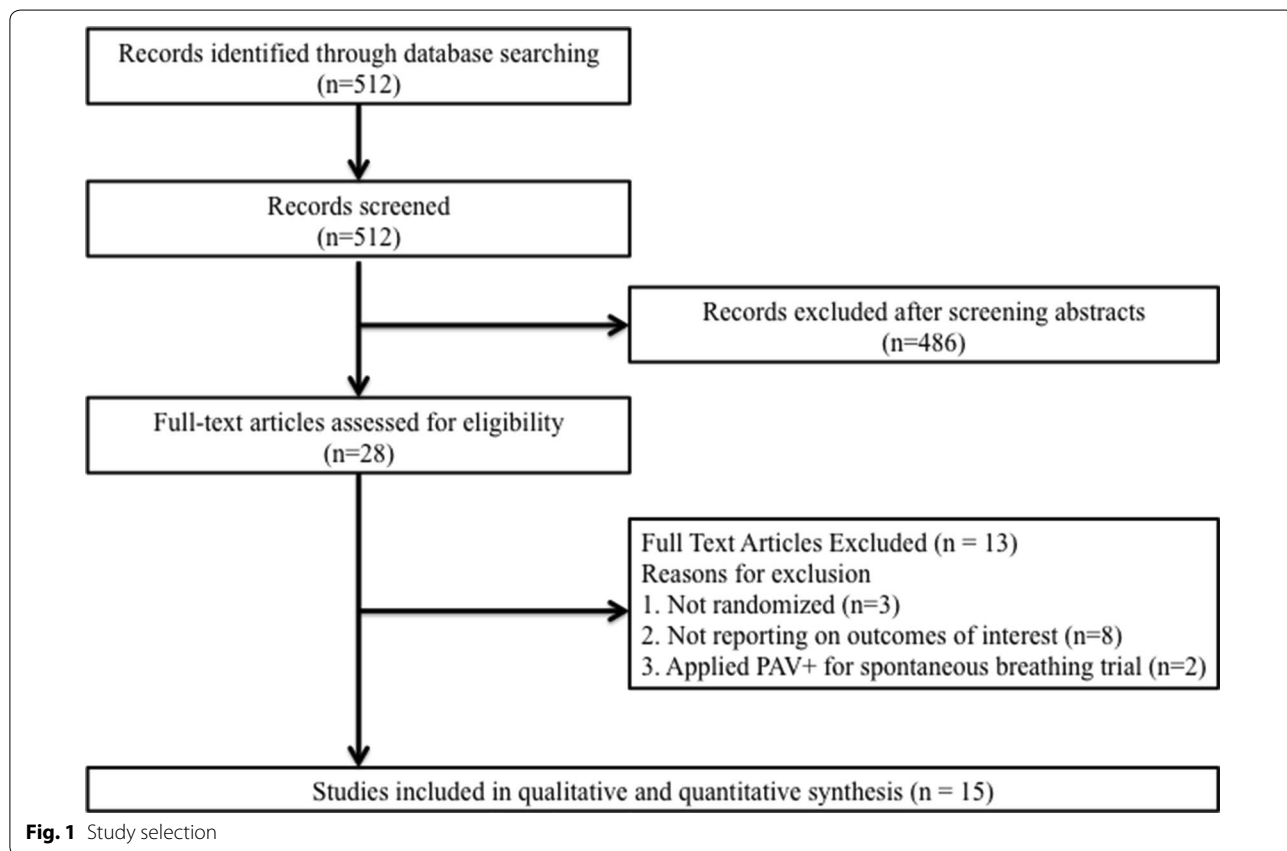 Records identified through database searching
(n=512)
Records screened
(n=512)
Records excluded after screening abstracts
(n=486)
Full-text articles assessed for eligibility
(n=28)
Full Text Articles Excluded (n = 13)
Reasons for exclusion
1. Not randomized (n=3)
2. Not reporting on outcomes of interest (n=8)
3. Applied PAV+ for spontaneous breathing trial (n=2)
Studies included in qualitative and quantitative synthesis (n = 15)
Fig. 1 Study selection